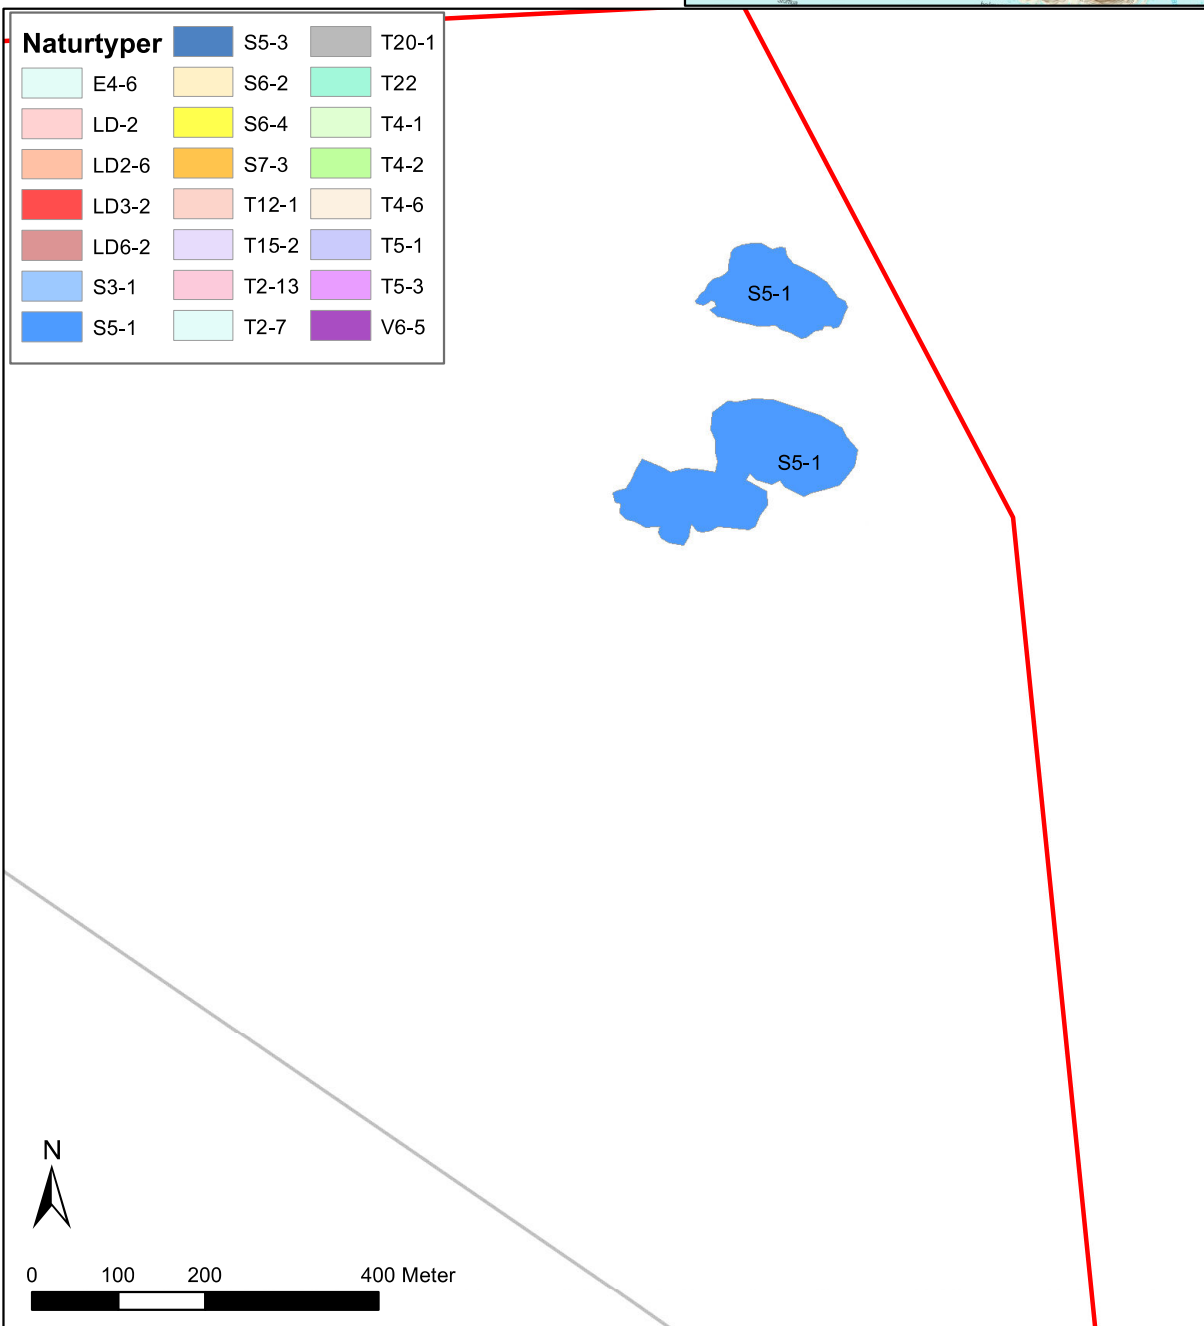 Naturtyper
E4-6
LD-2
LD2-6
LD3-2
LD6-2
S3-1
S5-1
S5-3
S6-2
S6-4
S7-3
T12-1
T15-2
T2-13
T2-7
T20-1
T22
T4-1
T4-2
T4-6
T5-1
T5-3
V6-5
S5-1
S5-1
N
0 100 200 400 Meter